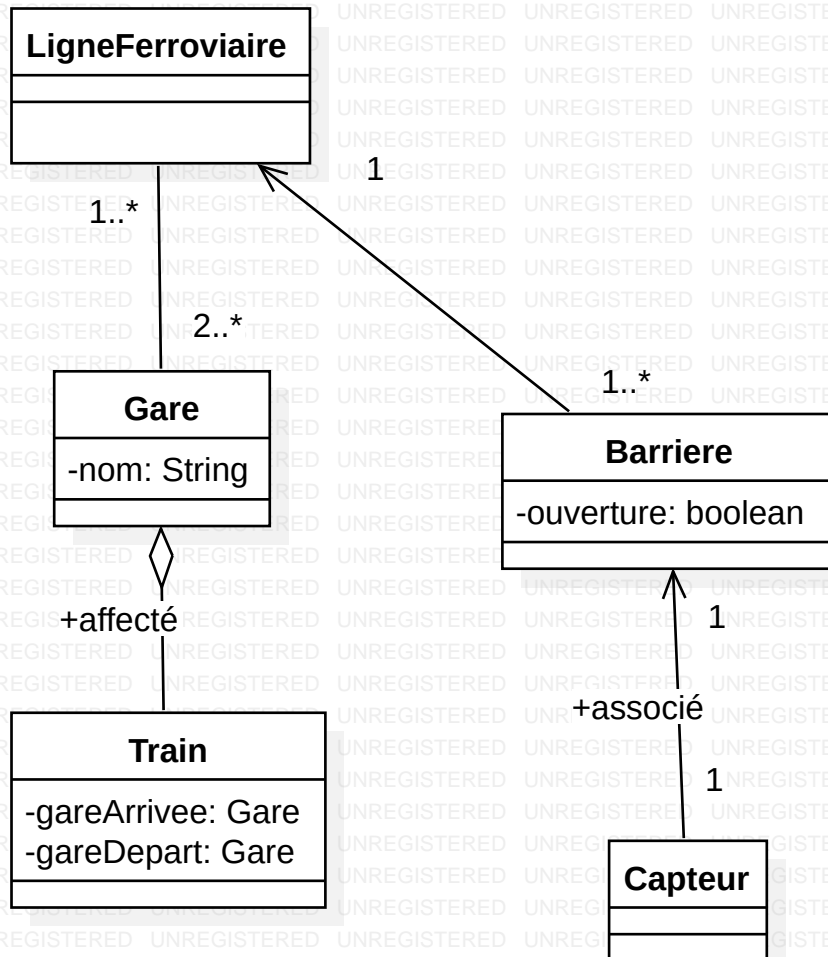 LigneFerroviaire
1
1..*
2..*
1..*
Gare
-nom: String
Barriere
-ouverture: boolean
+affecté
1
+associé
Train
-gareArrivee: Gare
-gareDepart: Gare
1
Capteur
UNREGISTERED